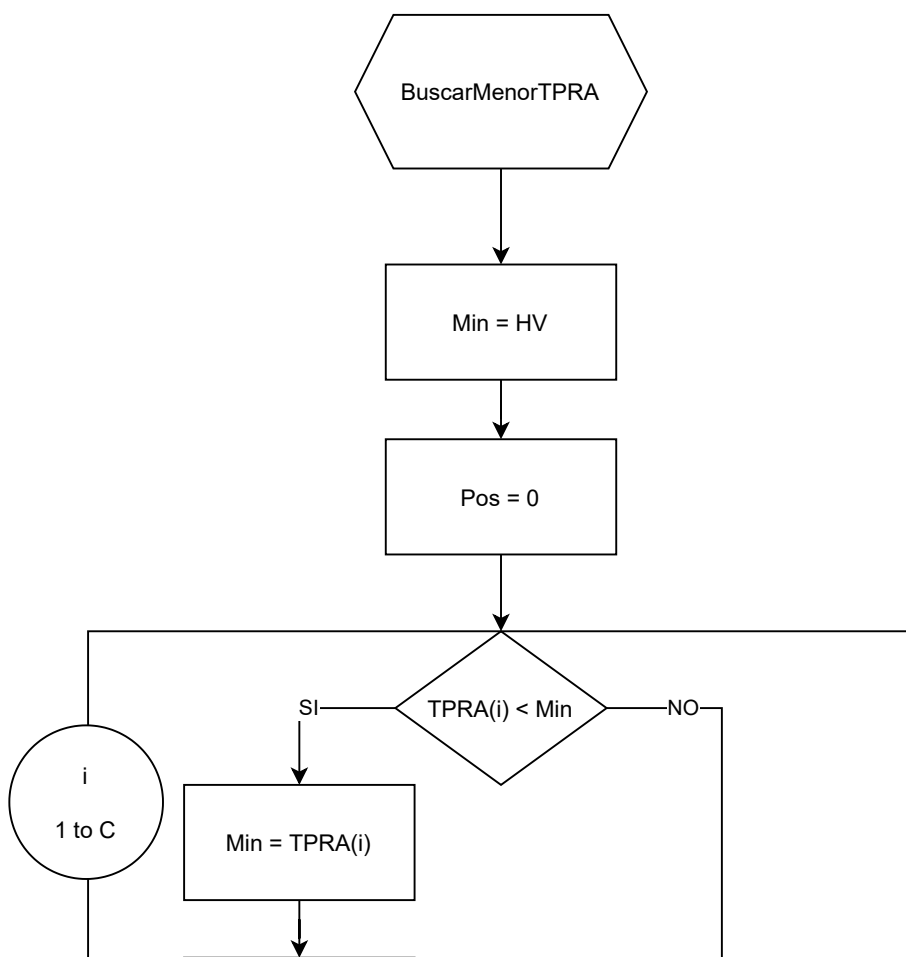 BuscarMenorTPRA
Min = HV
Pos = 0
TPRA(i) < Min
SI
NO
i
1 to C
Min = TPRA(i)